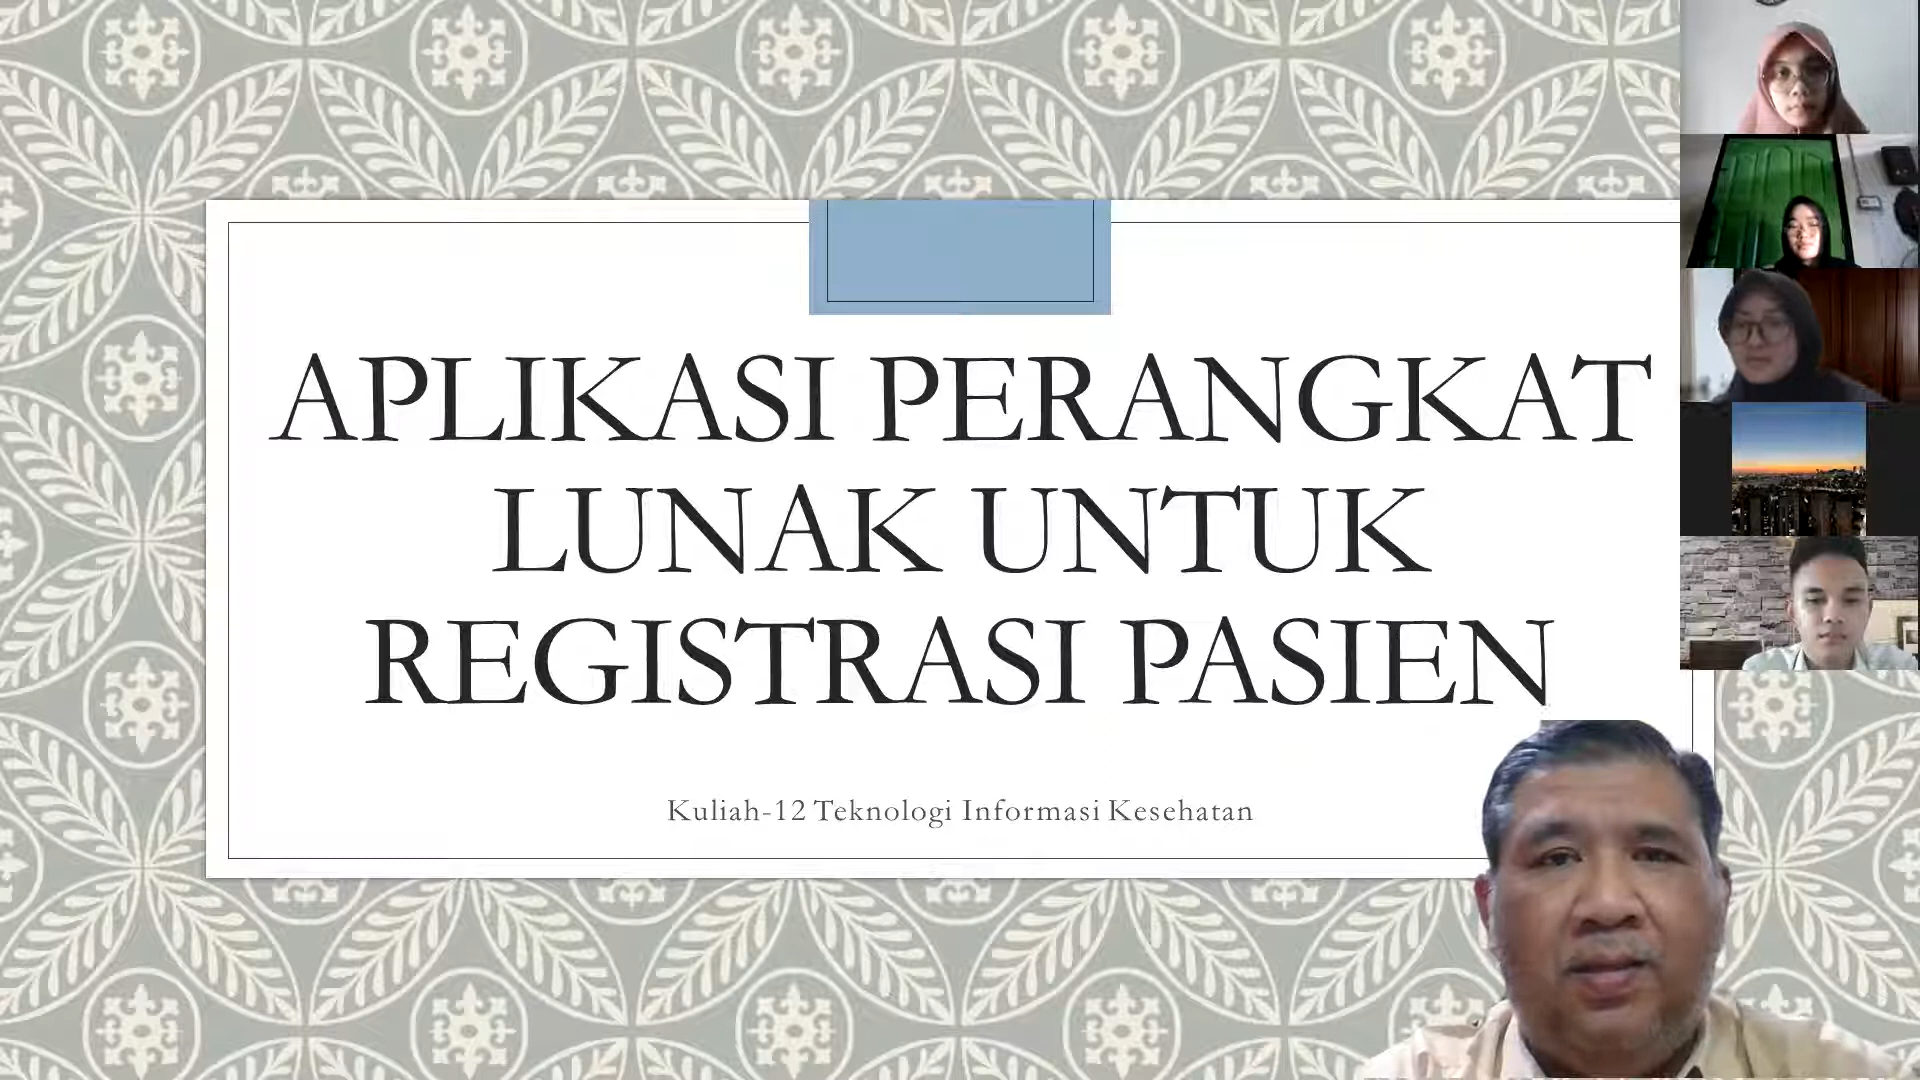 APLIKASI PERANGKAT
LUNAK UNTUK
REGISTRASI PASIEN
Kuliah-12 Teknologi Informasi Kesehatan